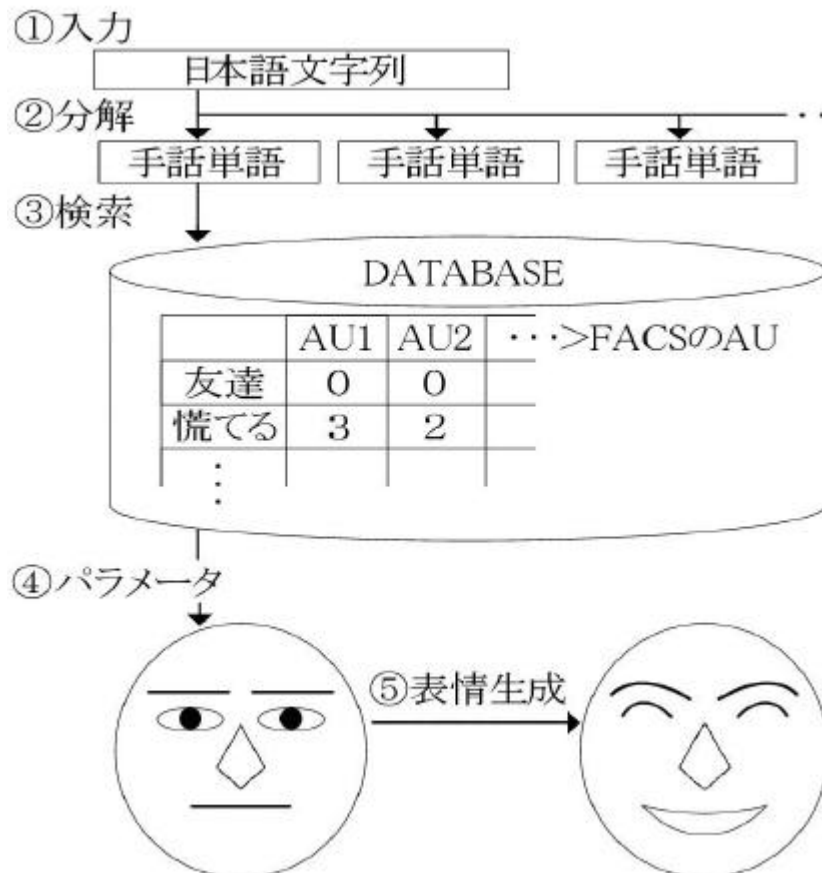 ①入力
日本語文字列
②分解
・・
手話単語 手話単語 手話単語
③検索
DATABASE
AU1 AU2 ・・・>FACSのAU
友達 0 0
慌てる 3 2
⋮
④パラメータ
⑤表情生成